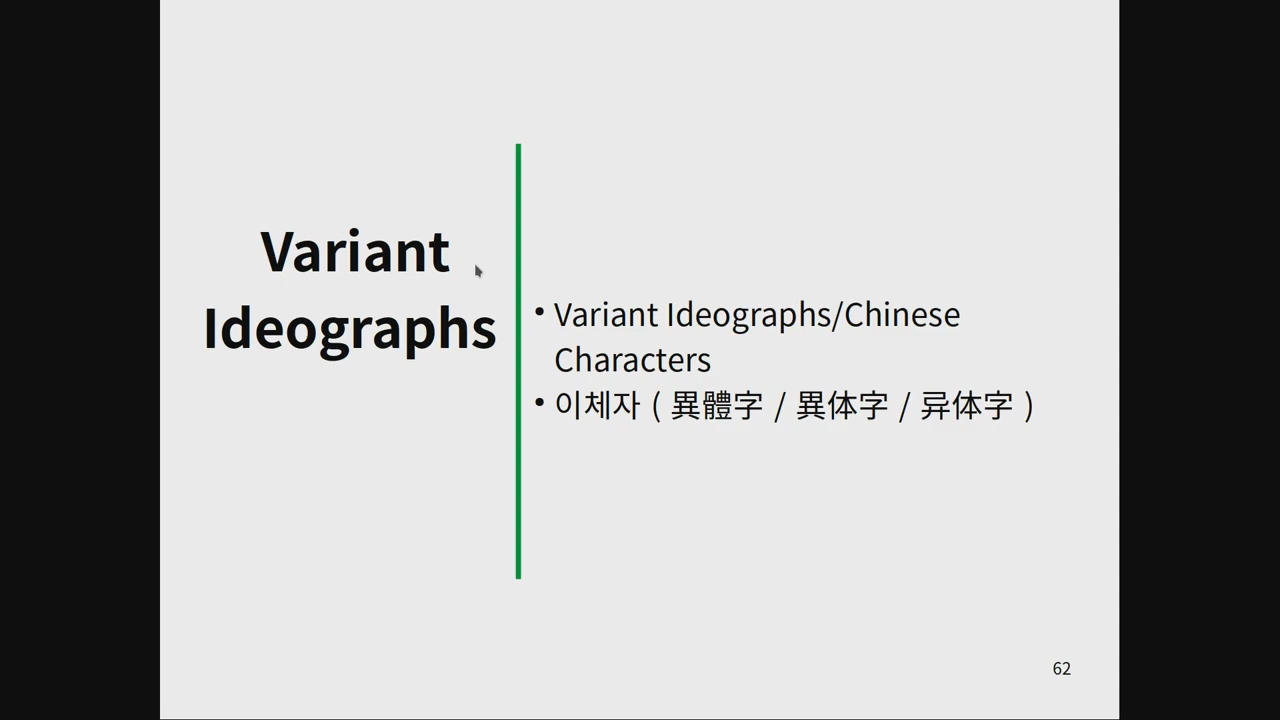 Variant
Ideographs
• Variant Ideographs/Chinese
Characters
• 이체자 ( 異體字 / 異体字 / 异体字 )
62